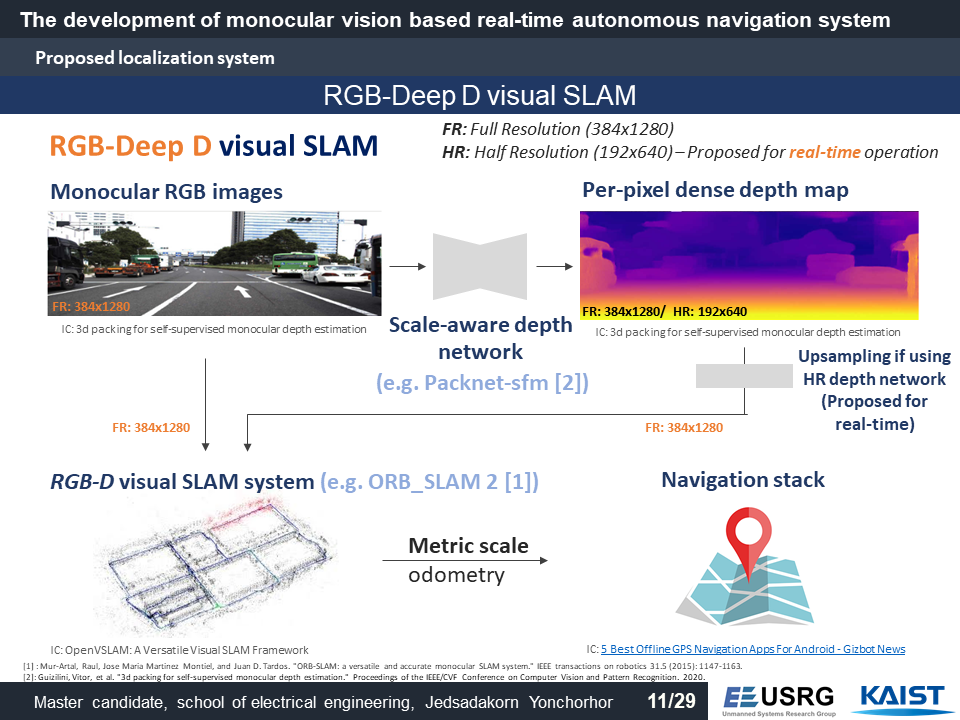 The development of monocular vision based real-time autonomous navigation system
Proposed localization system
RGB-Deep D visual SLAM
RGB-Deep D visual SLAM
FR: Full Resolution (384x1280)
HR: Half Resolution (192x640) – Proposed for real-time operation
Monocular RGB images
Per-pixel dense depth map
FR: 384x1280
FR: 384x1280/ HR: 192x640
IC: 3d packing for self-supervised monocular depth estimation
IC: 3d packing for self-supervised monocular depth estimation
Scale-aware depth
network
(e.g. Packnet-sfm [2])
Upsampling if using
HR depth network
(Proposed for
real-time)
FR: 384x1280
FR: 384x1280
RGB-D visual SLAM system (e.g. ORB_SLAM 2 [1])
Navigation stack
Metric scale
odometry
IC: OpenVSLAM: A Versatile Visual SLAM Framework
IC: 5 Best Offline GPS Navigation Apps For Android - Gizbot News
[1] : Mur-Artal, Raul, Jose Maria Martinez Montiel, and Juan D. Tardos. "ORB-SLAM: a versatile and accurate monocular SLAM system." IEEE transactions on robotics 31.5 (2015): 1147-1163.
[2]: Guizilini, Vitor, et al. "3d packing for self-supervised monocular depth estimation." Proceedings of the IEEE/CVF Conference on Computer Vision and Pattern Recognition. 2020.
Master candidate, school of electrical engineering, Jedsadakorn Yonchorhor
11/29
USRG
Unmanned Systems Research Group
KAIST